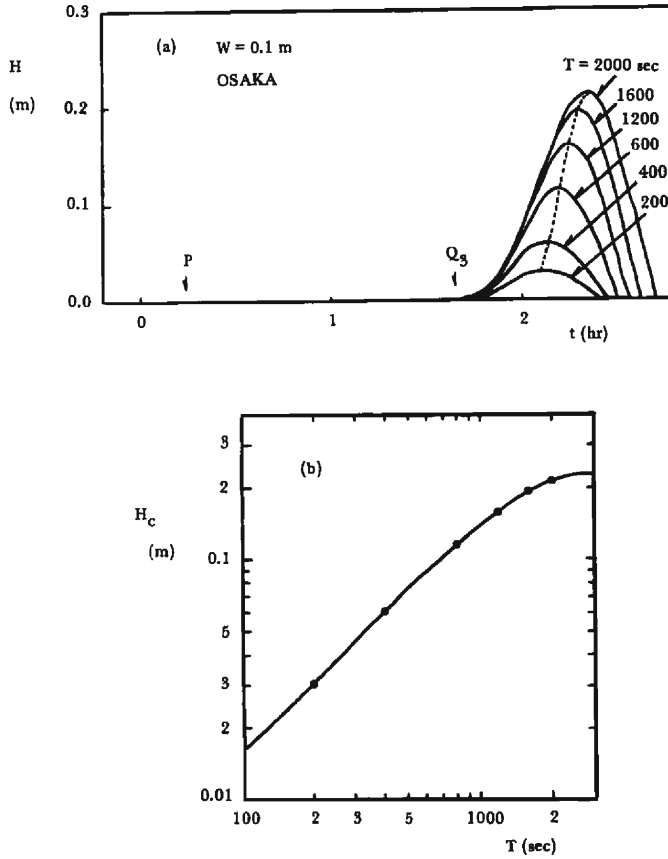 0.3
(a) W = 0.1 m
H
OSAKA
(m)
T = 2000 sec
0.2
1600
1200
600
0.1
400
P
Q3
200
0.0
0 1 2
t (hr)
3
(b)
2
Hc
(m)
0.1
5
3
2
0.01
100 2 3 5 1000 2
T (sec)